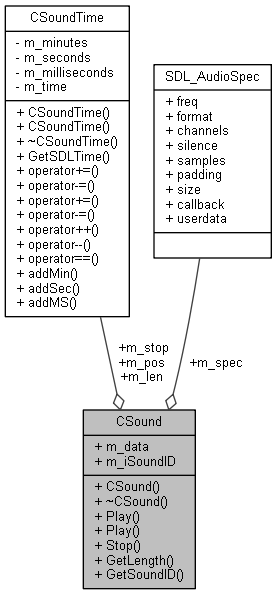 CSoundTime
- m_minutes
- m_seconds
- m_milliseconds
- m_time
+ CSoundTime()
+ CSoundTime()
+ ~CSoundTime()
+ GetSDLTime()
+ operator+=()
+ operator-=()
+ operator+=()
+ operator-=()
+ operator++()
+ operator--()
+ operator==()
+ addMin()
+ addSec()
+ addMS()
SDL_AudioSpec
+ freq
+ format
+ channels
+ silence
+ samples
+ padding
+ size
+ callback
+ userdata
+m_stop
+m_pos
+m_len
+m_spec
CSound
+ m_data
+ m_iSoundID
+ CSound()
+ ~CSound()
+ Play()
+ Play()
+ Stop()
+ GetLength()
+ GetSoundID()